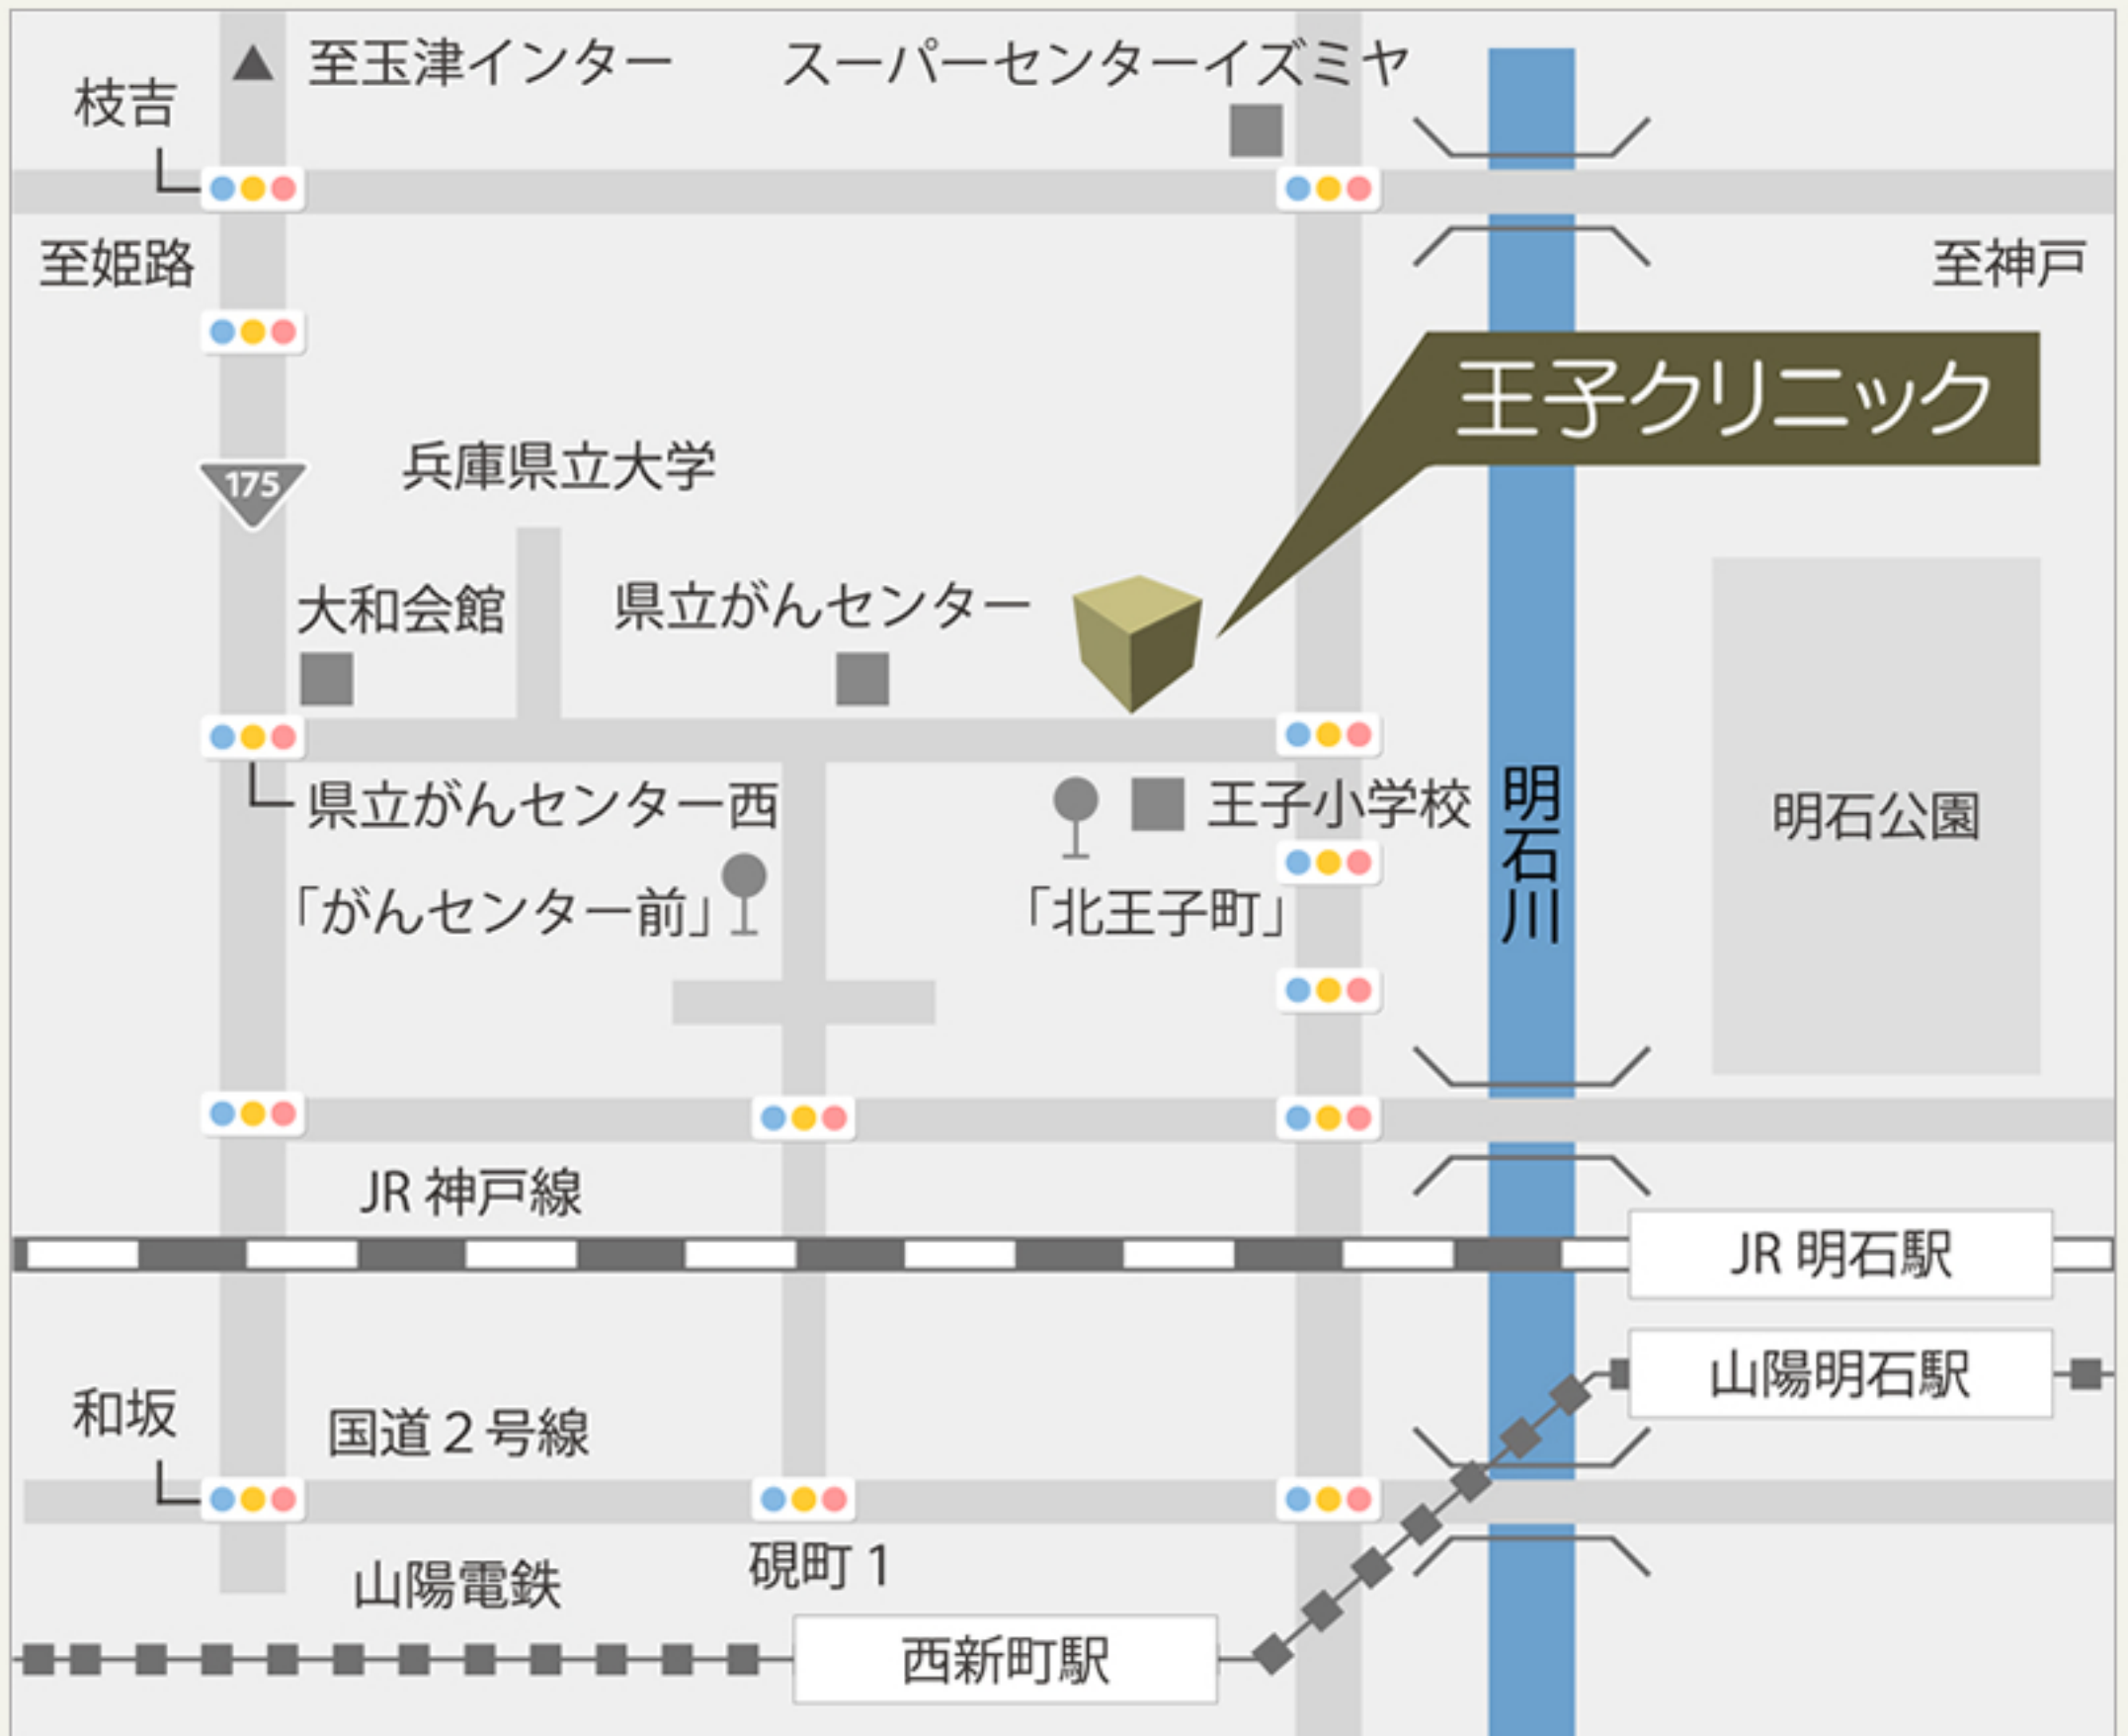 至玉津インター
スーパーセンターイズミヤ
枝吉
至姫路
至神戸
王子クリニック
175
兵庫県立大学
大和会館
県立がんセンター
県立がんセンター西
王子小学校
明石川
明石公園
「がんセンター前」
「北王子町」
JR 神戸線
JR 明石駅
山陽明石駅
和坂
国道 2 号線
硯町 1
山陽電鉄
西新町駅